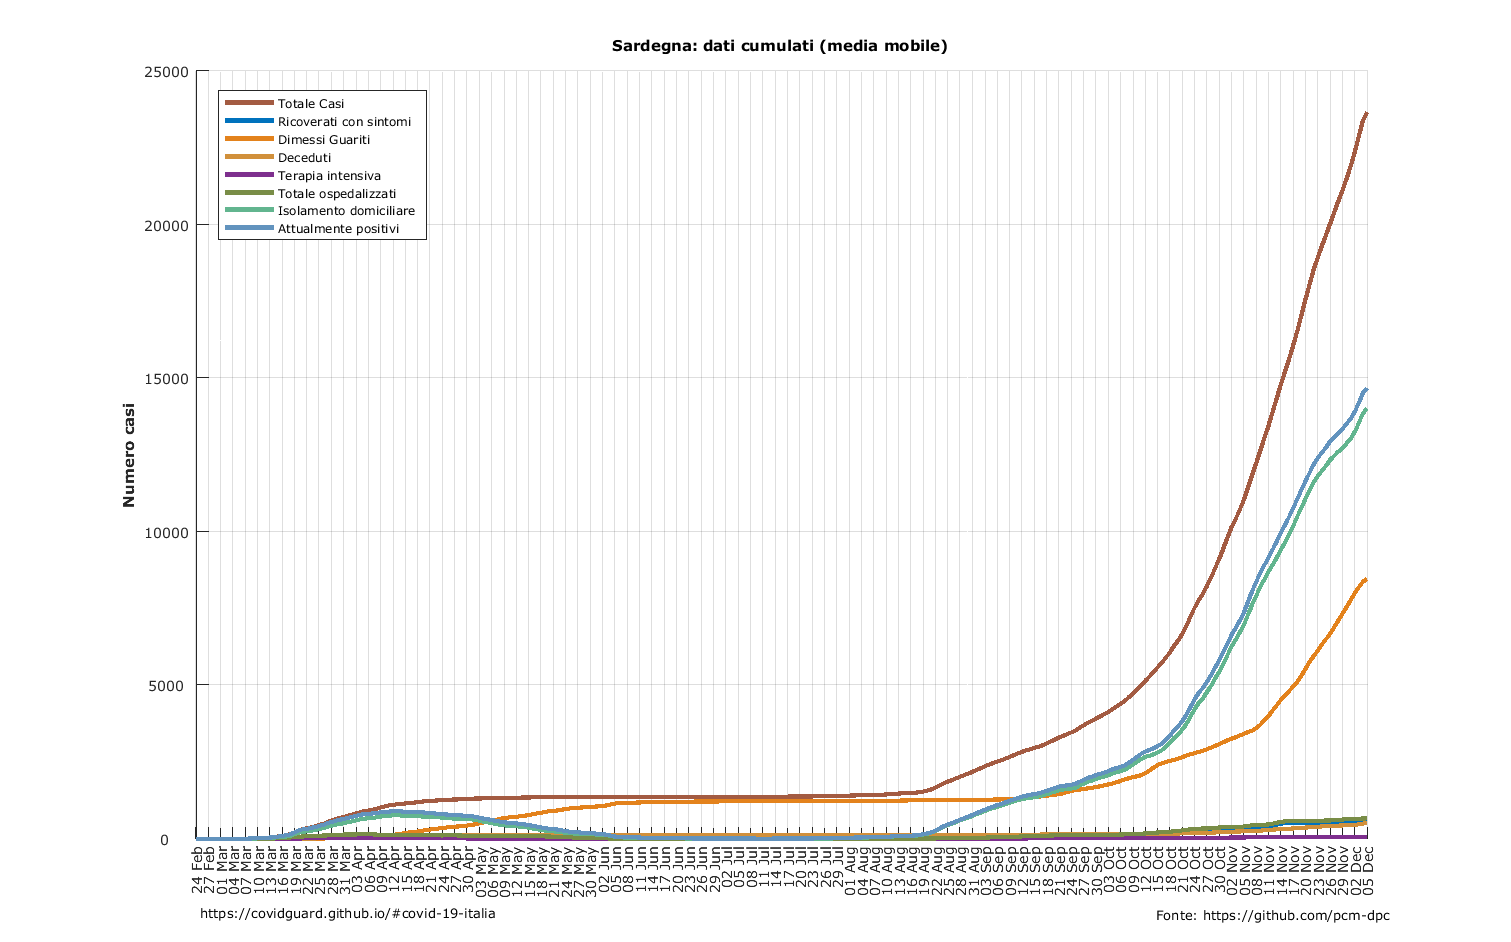 Sardegna: dati cumulati (media mobile)
Numero casi
25000
20000
15000
10000
5000
0
Totale Casi
Ricoverati con sintomi
Dimessi Guariti
Deceduti
Terapia intensiva
Totale ospedalizzati
Isolamento domiciliare
Attualmente positivi
24 Feb
27 Feb
01 Mar
04 Mar
07 Mar
10 Mar
13 Mar
16 Mar
19 Mar
22 Mar
25 Mar
28 Mar
31 Mar
03 Apr
06 Apr
09 Apr
12 Apr
15 Apr
18 Apr
21 Apr
24 Apr
27 Apr
30 Apr
03 May
06 May
09 May
12 May
15 May
18 May
21 May
24 May
27 May
30 May
02 Jun
05 Jun
08 Jun
11 Jun
14 Jun
17 Jun
20 Jun
23 Jun
26 Jun
29 Jun
02 Jul
05 Jul
08 Jul
11 Jul
14 Jul
17 Jul
20 Jul
23 Jul
26 Jul
29 Jul
01 Aug
04 Aug
07 Aug
10 Aug
13 Aug
16 Aug
19 Aug
22 Aug
25 Aug
28 Aug
31 Aug
03 Sep
06 Sep
09 Sep
12 Sep
15 Sep
18 Sep
21 Sep
24 Sep
27 Sep
30 Sep
03 Oct
06 Oct
09 Oct
12 Oct
15 Oct
18 Oct
21 Oct
24 Oct
27 Oct
30 Oct
02 Nov
05 Nov
08 Nov
11 Nov
14 Nov
17 Nov
20 Nov
23 Nov
26 Nov
29 Nov
02 Dec
05 Dec
https://covidguard.github.io/#covid-19-italia
Fonte: https://github.com/pcm-dpc